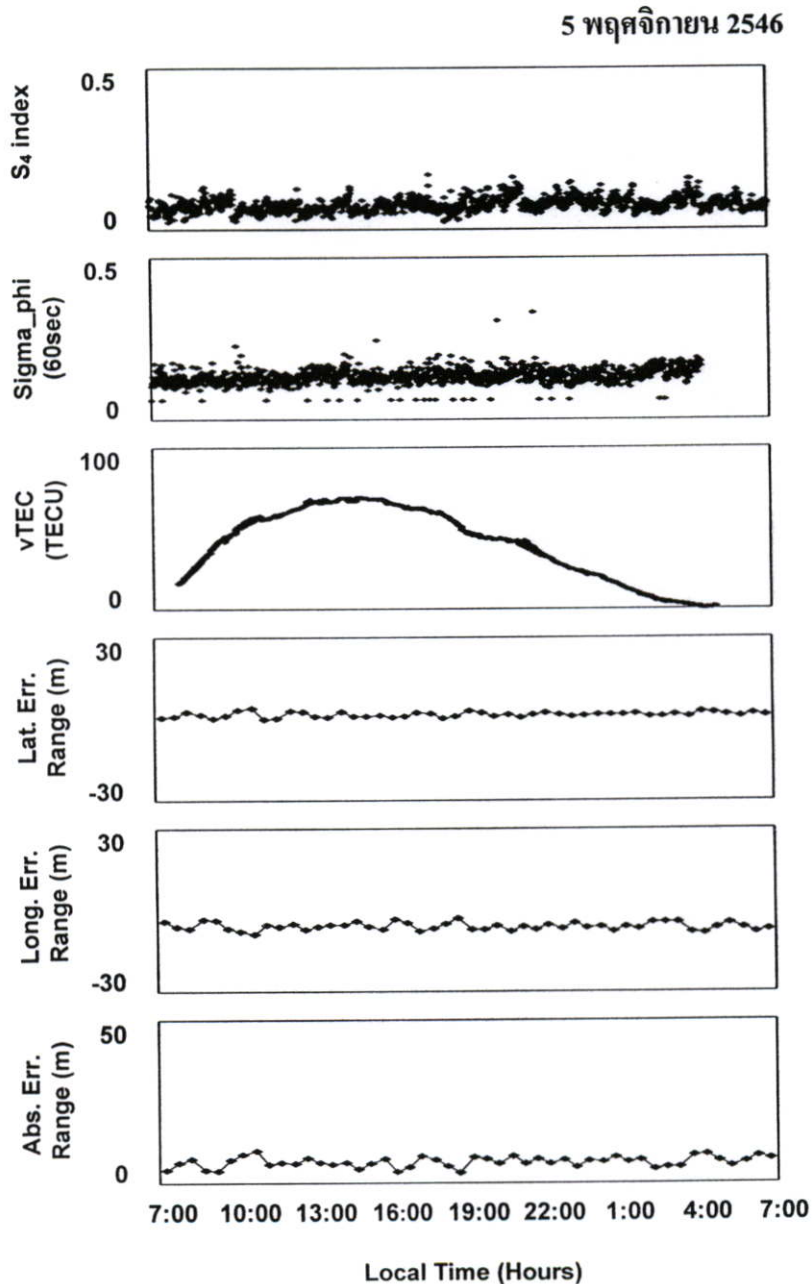 5 พฤศจิกายน 2546
S₄ index
0.5
0
Sigma_phi
(60sec)
0.5
0
vTEC
(TECU)
100
0
Lat. Err.
Range (m)
30
-30
Long. Err.
Range (m)
30
-30
Abs. Err.
Range (m)
50
0
7:00 10:00 13:00 16:00 19:00 22:00 1:00 4:00 7:00
Local Time (Hours)